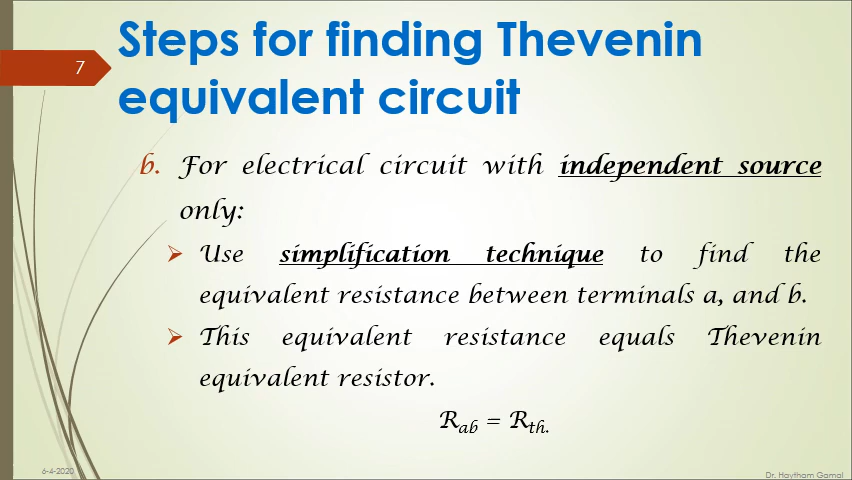 Steps for finding Thevenin
7
equivalent circuit
b. For electrical circuit with independent source
only:
Use simplification technique to find the
equivalent resistance between terminals a, and b.
This equivalent resistance equals Thevenin
equivalent resistor.
Rab = Rth.
6-4-2020
Dr. Haytham Gamal